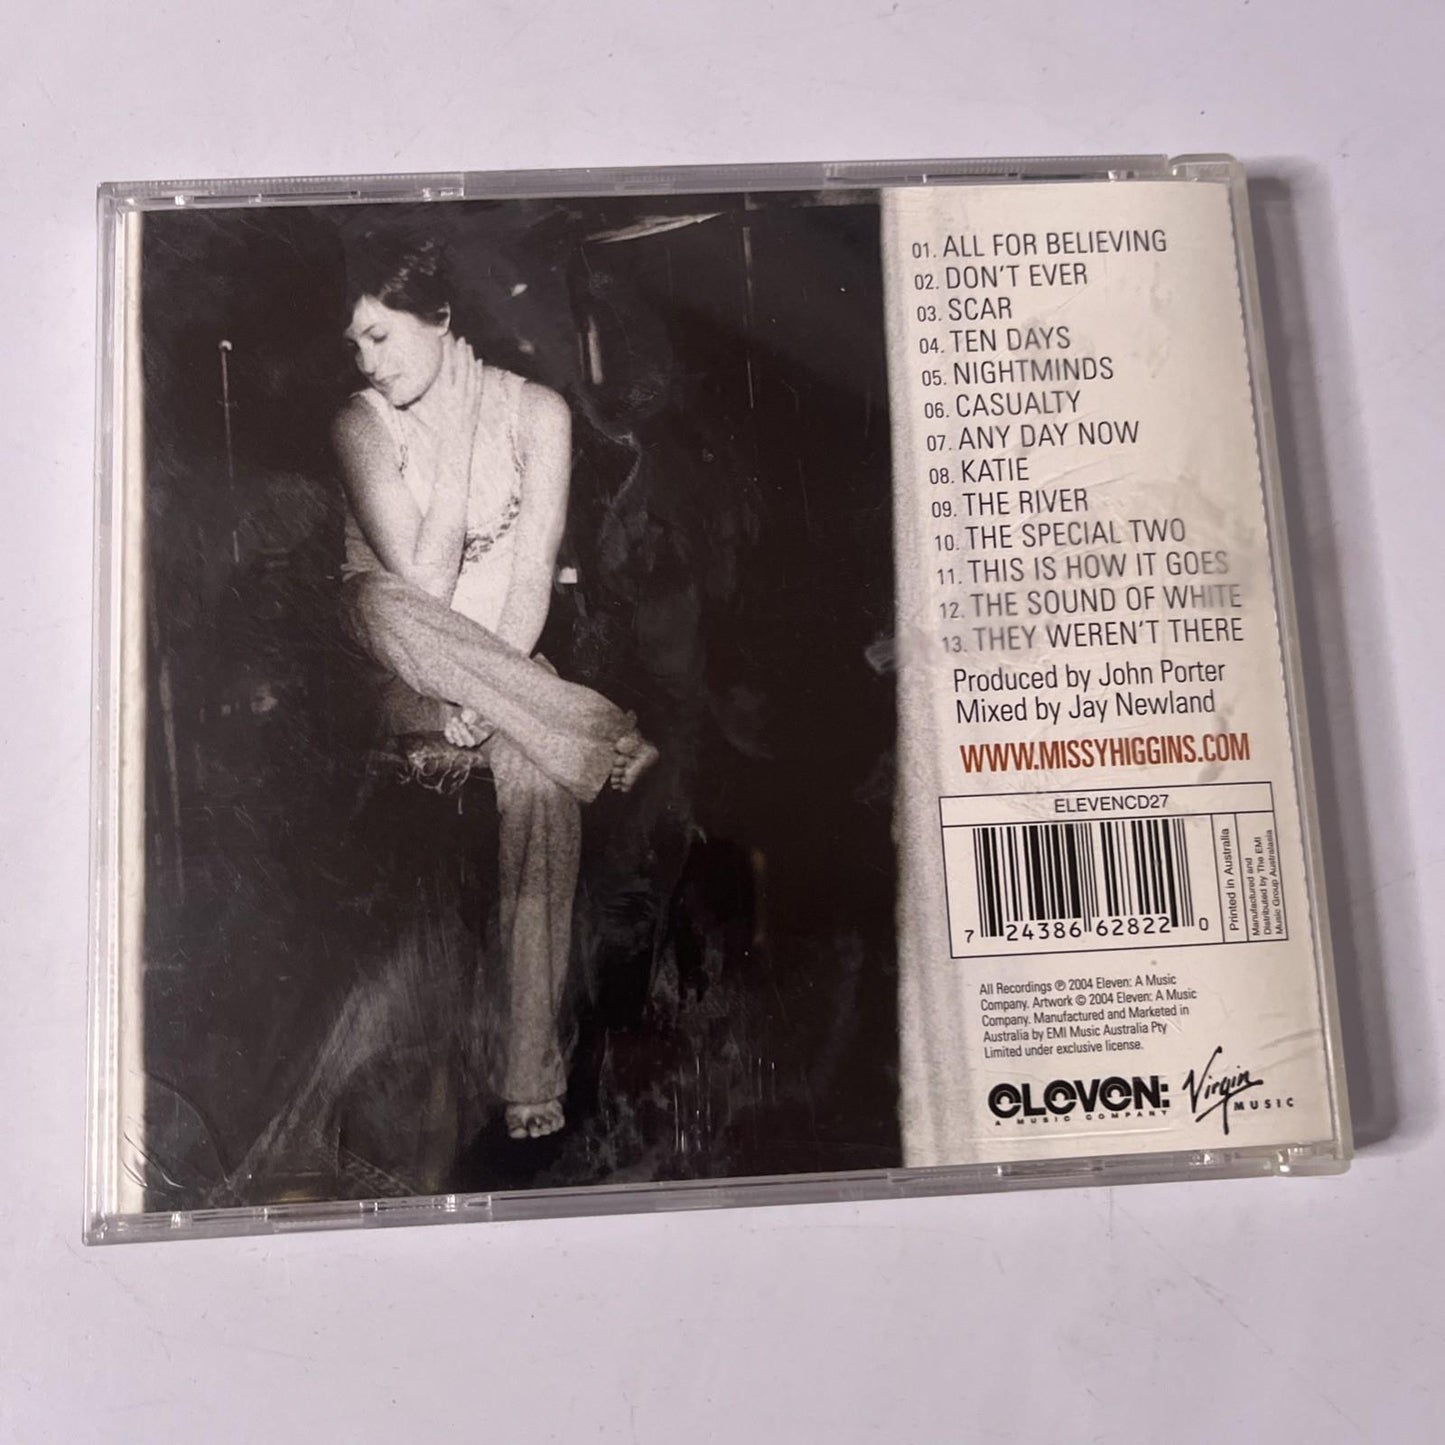 01. ALL FOR BELIEVING
02. DON'T EVER
03. SCAR
04. TEN DAYS
05. NIGHTMINDS
06. CASUALTY
07. ANY DAY NOW
08. KATIE
09. THE RIVER
10. THE SPECIAL TWO
11. THIS IS HOW IT GOES
12. THE SOUND OF WHITE
13. THEY WEREN'T THERE
Produced by John Porter
Mixed by Jay Newland
WWW.MISSYHIGGINS.COM
ELEVENCD27
7 24386 62822 0
Printed in Australia
Manufactured and
Distributed by The EMI
Music Group Australasia
All Recordings ℗ 2004 Eleven: A Music
Company. Artwork © 2004 Eleven: A Music
Company. Manufactured and Marketed in
Australia by EMI Music Australia Pty
Limited under exclusive license.
ELEVEN:
A MUSIC COMPANY
Virgin
MUSIC